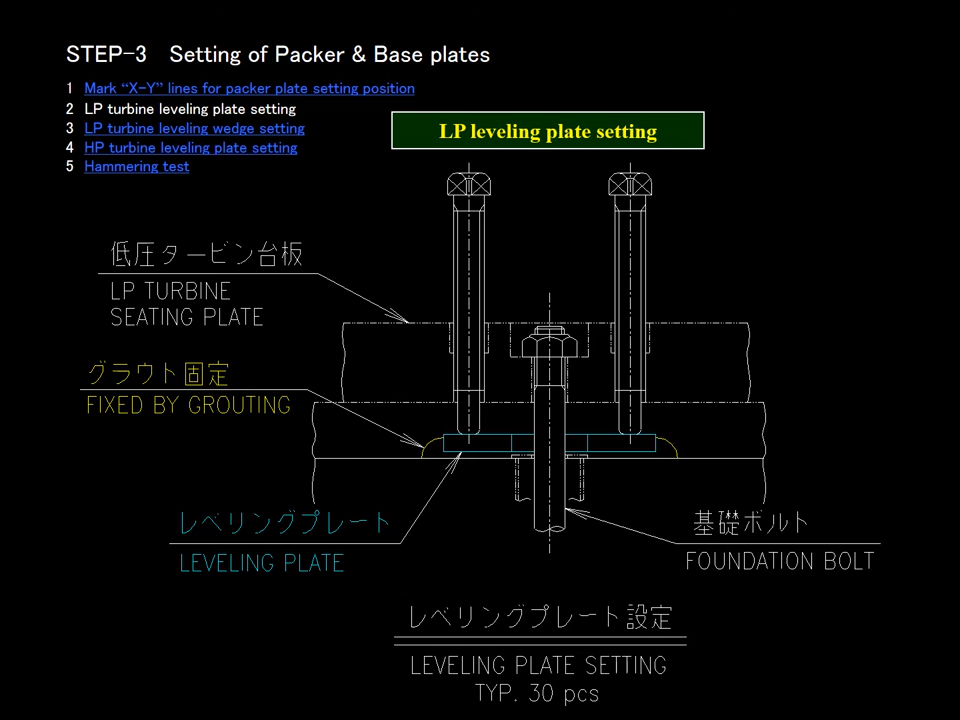 STEP-3 Setting of Packer & Base plates
1 Mark “X-Y” lines for packer plate setting position
2 LP turbine leveling plate setting
3 LP turbine leveling wedge setting
4 HP turbine leveling plate setting
5 Hammering test
LP leveling plate setting
低圧タービン台板
LP TURBINE
SEATING PLATE
グラウト固定
FIXED BY GROUTING
レベリングプレート
LEVELING PLATE
基礎ボルト
FOUNDATION BOLT
レベリングプレート設定
LEVELING PLATE SETTING
TYP. 30 pcs